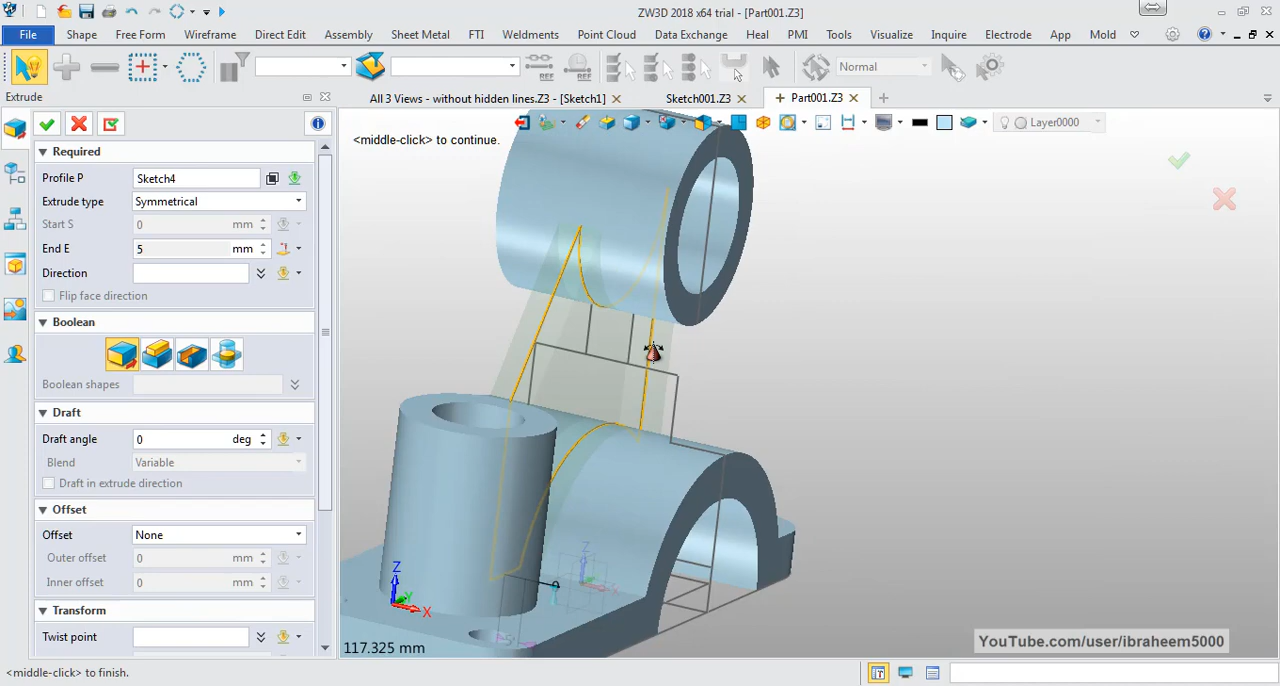 ZW3D 2018 x64 trial - [Part001.Z3]
File Shape Free Form Wireframe Direct Edit Assembly Sheet Metal FTI Weldments Point Cloud Data Exchange Heal PMI Tools Visualize Inquire Electrode App Mold
REF REF Normal
Extrude All 3 Views - without hidden lines.Z3 - [Sketch1] Sketch001.Z3 Part001.Z3
Layer0000
<middle-click> to continue.
Required
Profile P Sketch4
Extrude type Symmetrical
Start S 0 mm
End E 5 mm
Direction
Flip face direction
Boolean
Boolean shapes
Draft
Draft angle 0 deg
Blend Variable
Draft in extrude direction
Offset
Offset None
Outer offset 0 mm
Inner offset 0 mm
Transform
Twist point
Z
Y
X
Z
117.325 mm
YouTube.com/user/ibraheem5000
<middle-click> to finish.